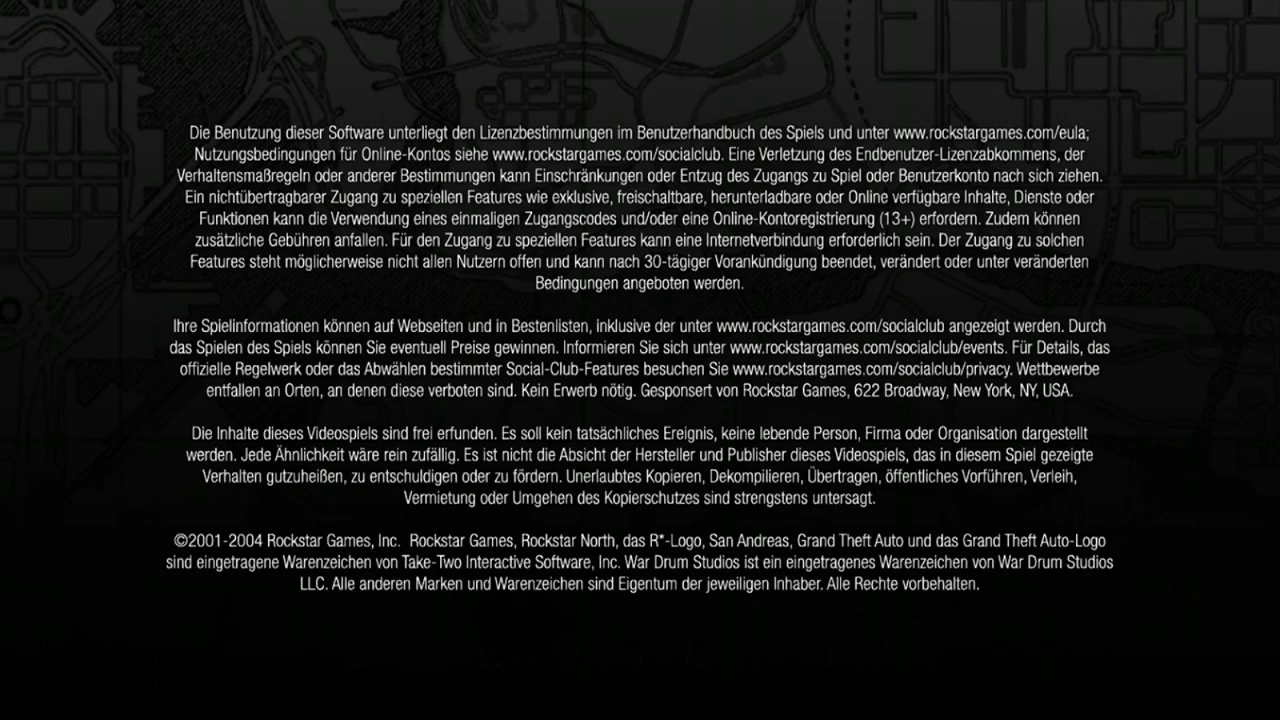 Die Benutzung dieser Software unterliegt den Lizenzbestimmungen im Benutzerhandbuch des Spiels und unter www.rockstargames.com/eula;
Nutzungsbedingungen für Online-Kontos siehe www.rockstargames.com/socialclub. Eine Verletzung des Endbenutzer-Lizenzabkommens, der
Verhaltensmaßregeln oder anderer Bestimmungen kann Einschränkungen oder Entzug des Zugangs zu Spiel oder Benutzerkonto nach sich ziehen.
Ein nichtübertragbarer Zugang zu speziellen Features wie exklusive, freischaltbare, herunterladbare oder Online verfügbare Inhalte, Dienste oder
Funktionen kann die Verwendung eines einmaligen Zugangscodes und/oder eine Online-Kontoregistrierung (13+) erfordern. Zudem können
zusätzliche Gebühren anfallen. Für den Zugang zu speziellen Features kann eine Internetverbindung erforderlich sein. Der Zugang zu solchen
Features steht möglicherweise nicht allen Nutzern offen und kann nach 30-tägiger Vorankündigung beendet, verändert oder unter veränderten
Bedingungen angeboten werden.
Ihre Spielinformationen können auf Webseiten und in Bestenlisten, inklusive der unter www.rockstargames.com/socialclub angezeigt werden. Durch
das Spielen des Spiels können Sie eventuell Preise gewinnen. Informieren Sie sich unter www.rockstargames.com/socialclub/events. Für Details, das
offizielle Regelwerk oder das Abwählen bestimmter Social-Club-Features besuchen Sie www.rockstargames.com/socialclub/privacy. Wettbewerbe
entfallen an Orten, an denen diese verboten sind. Kein Erwerb nötig. Gesponsert von Rockstar Games, 622 Broadway, New York, NY, USA.
Die Inhalte dieses Videospiels sind frei erfunden. Es soll kein tatsächliches Ereignis, keine lebende Person, Firma oder Organisation dargestellt
werden. Jede Ähnlichkeit wäre rein zufällig. Es ist nicht die Absicht der Hersteller und Publisher dieses Videospiels, das in diesem Spiel gezeigte
Verhalten gutzuheißen, zu entschuldigen oder zu fördern. Unerlaubtes Kopieren, Dekompilieren, Übertragen, öffentliches Vorführen, Verleih,
Vermietung oder Umgehen des Kopierschutzes sind strengstens untersagt.
©2001-2004 Rockstar Games, Inc. Rockstar Games, Rockstar North, das R*-Logo, San Andreas, Grand Theft Auto und das Grand Theft Auto-Logo
sind eingetragene Warenzeichen von Take-Two Interactive Software, Inc. War Drum Studios ist ein eingetragenes Warenzeichen von War Drum Studios
LLC. Alle anderen Marken und Warenzeichen sind Eigentum der jeweiligen Inhaber. Alle Rechte vorbehalten.